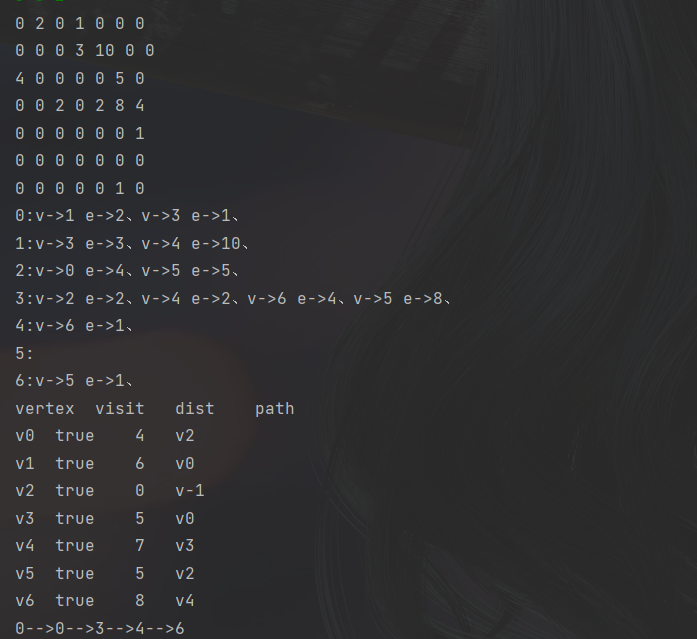 0 2 0 1 0 0 0
0 0 0 3 10 0 0
4 0 0 0 0 5 0
0 0 2 0 2 8 4
0 0 0 0 0 0 1
0 0 0 0 0 0 0
0 0 0 0 0 1 0
0:v->1 e->2、v->3 e->1、
1:v->3 e->3、v->4 e->10、
2:v->0 e->4、v->5 e->5、
3:v->2 e->2、v->4 e->2、v->6 e->4、v->5 e->8、
4:v->6 e->1、
5:
6:v->5 e->1、
vertex  visit   dist    path
v0  true    4   v2
v1  true    6   v0
v2  true    0   v-1
v3  true    5   v0
v4  true    7   v3
v5  true    5   v2
v6  true    8   v4
0-->0-->3-->4-->6